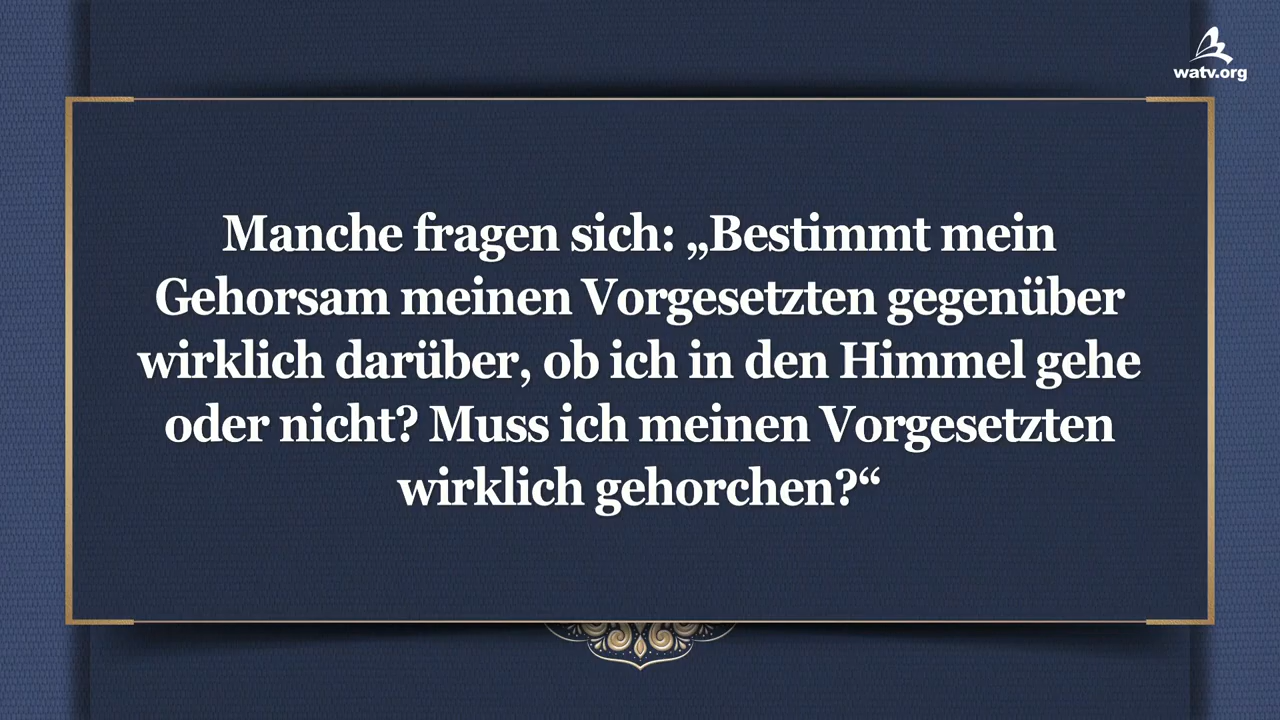 watv.org
Manche fragen sich: „Bestimmt mein
Gehorsam meinen Vorgesetzten gegenüber
wirklich darüber, ob ich in den Himmel gehe
oder nicht? Muss ich meinen Vorgesetzten
wirklich gehorchen?“